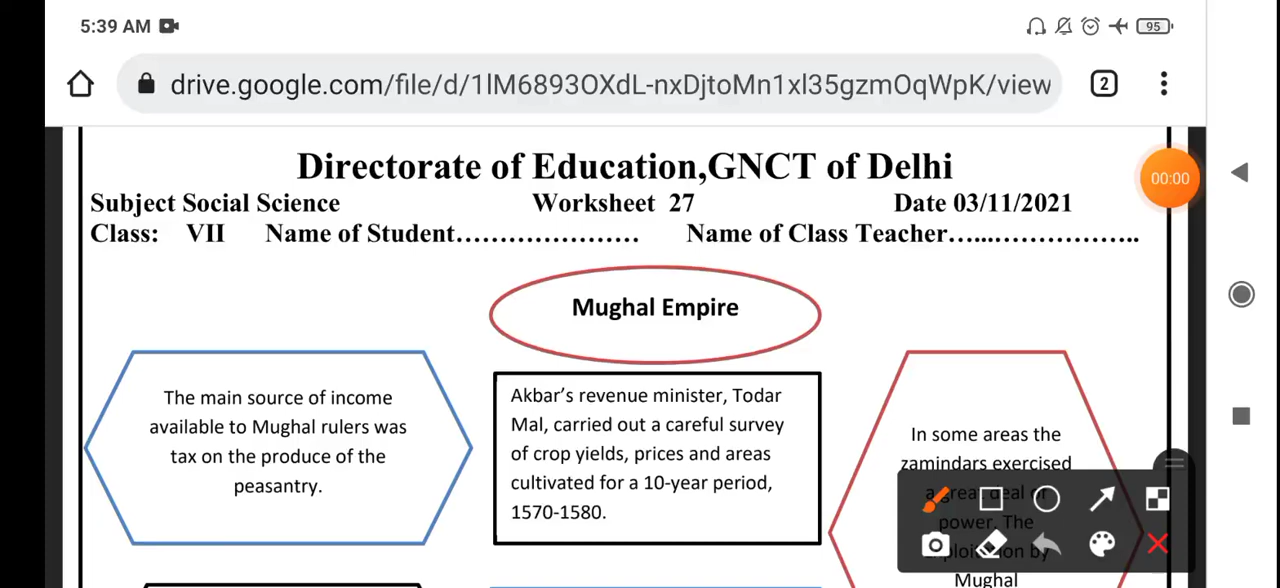 5:39 AM
95
drive.google.com/file/d/1lM6893OXdL-nxDjtoMn1xl35gzmOqWpK/view
2
Directorate of Education,GNCT of Delhi
Subject Social Science Worksheet 27 Date 03/11/2021
Class: VII Name of Student..................... Name of Class Teacher.........................
00:00
Mughal Empire
The main source of income
available to Mughal rulers was
tax on the produce of the
peasantry.
Akbar's revenue minister, Todar
Mal, carried out a careful survey
of crop yields, prices and areas
cultivated for a 10-year period,
1570-1580.
In some areas the
zamindars exercised
a great deal of
power. The
by
Mughal